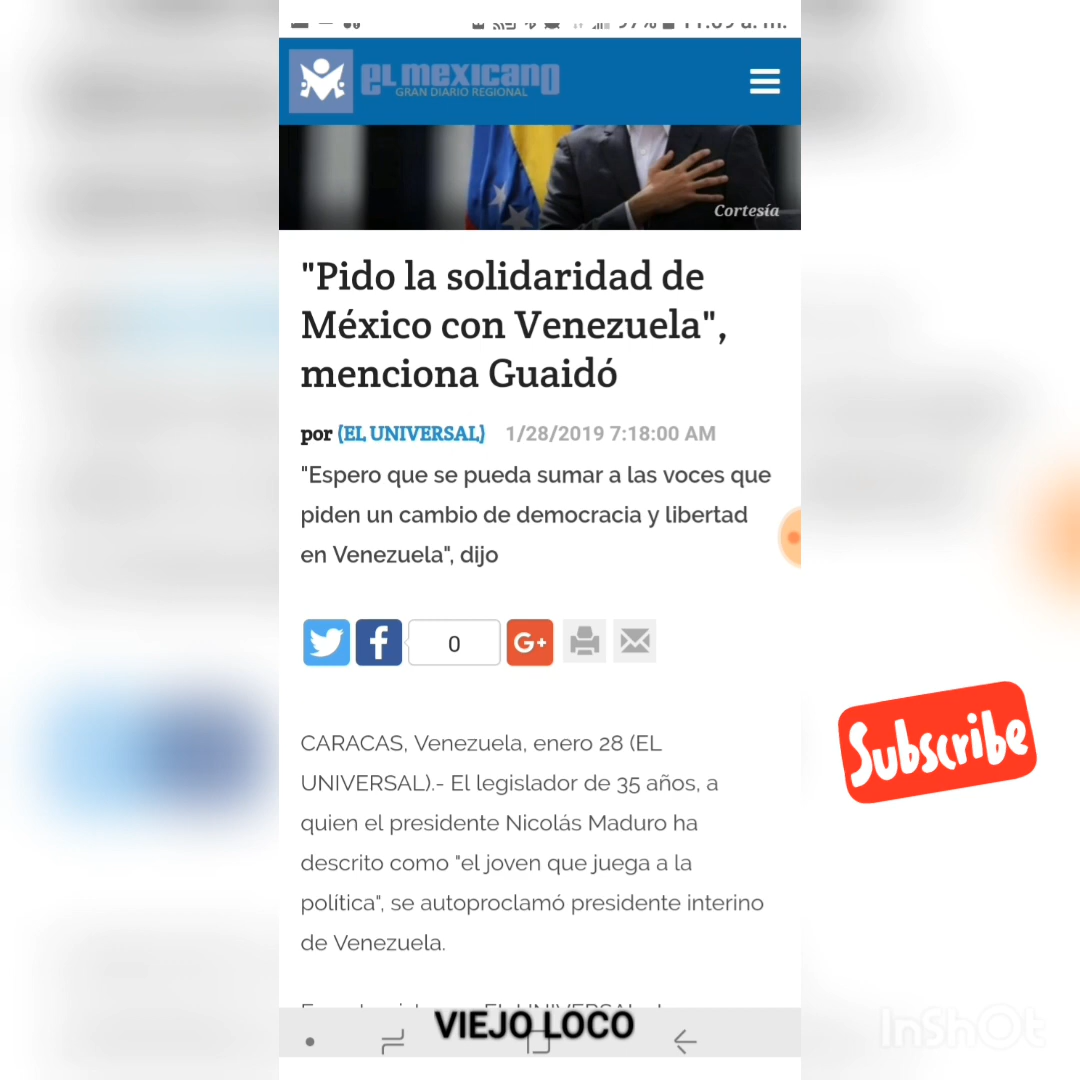 EL MEXICANO
GRAN DIARIO REGIONAL
Cortesía
"Pido la solidaridad de
México con Venezuela",
menciona Guaidó
por (EL UNIVERSAL) 1/28/2019 7:18:00 AM
"Espero que se pueda sumar a las voces que
piden un cambio de democracia y libertad
en Venezuela", dijo
0
G+
Subscribe
CARACAS, Venezuela, enero 28 (EL
UNIVERSAL).- El legislador de 35 años, a
quien el presidente Nicolás Maduro ha
descrito como "el joven que juega a la
política", se autoproclamó presidente interino
de Venezuela.
VIEJO LOCO
InShOt